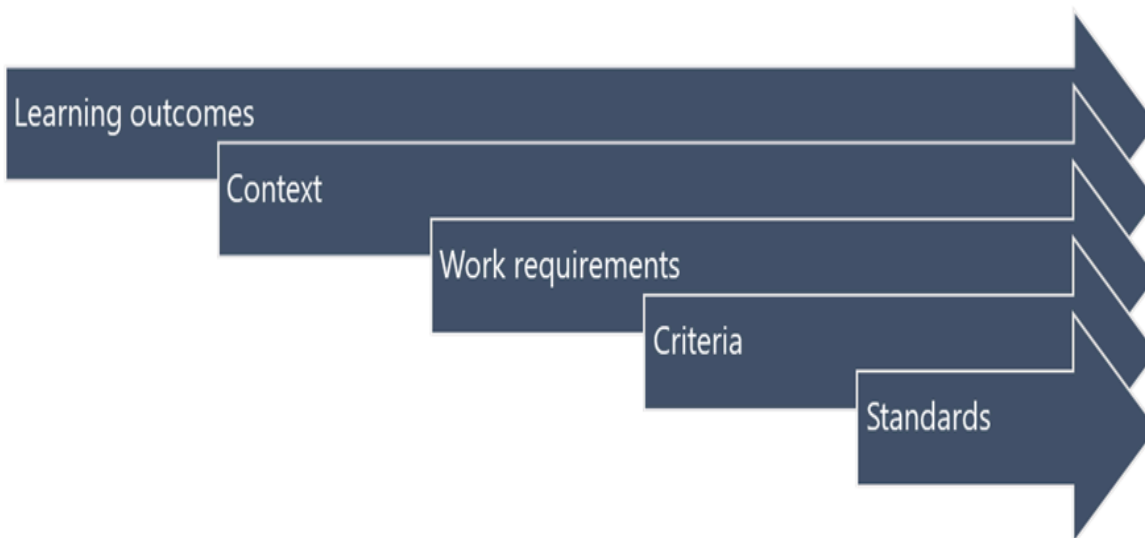 Learning outcomes
Context
Work requirements
Criteria
Standards